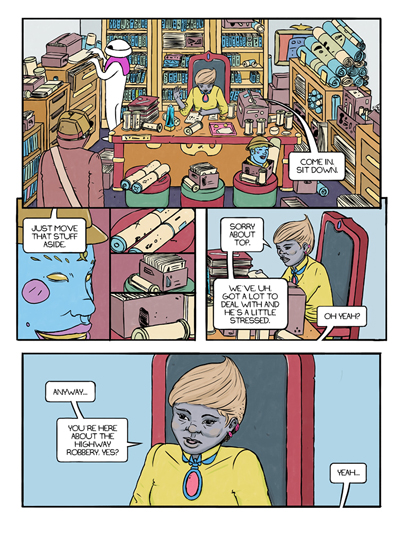 COME IN.
SIT DOWN.
JUST MOVE
THAT STUFF
ASIDE.
SORRY
ABOUT
TOP.
WE'VE, UH,
GOT A LOT TO
DEAL WITH AND
HE'S A LITTLE
STRESSED.
OH YEAH?
ANYWAY...
YOU'RE HERE
ABOUT THE
HIGHWAY
ROBBERY, YES?
YEAH...